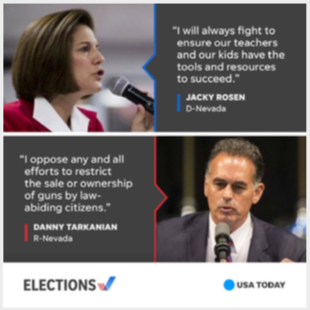 "I will always fight to
ensure our teachers
and our kids have the
tools and resources
to succeed."
JACKY ROSEN
D-Nevada
"I oppose any and all
efforts to restrict
the sale or ownership
of guns by law-
abiding citizens."
DANNY TARKANIAN
R-Nevada
ELECTIONS
USA TODAY